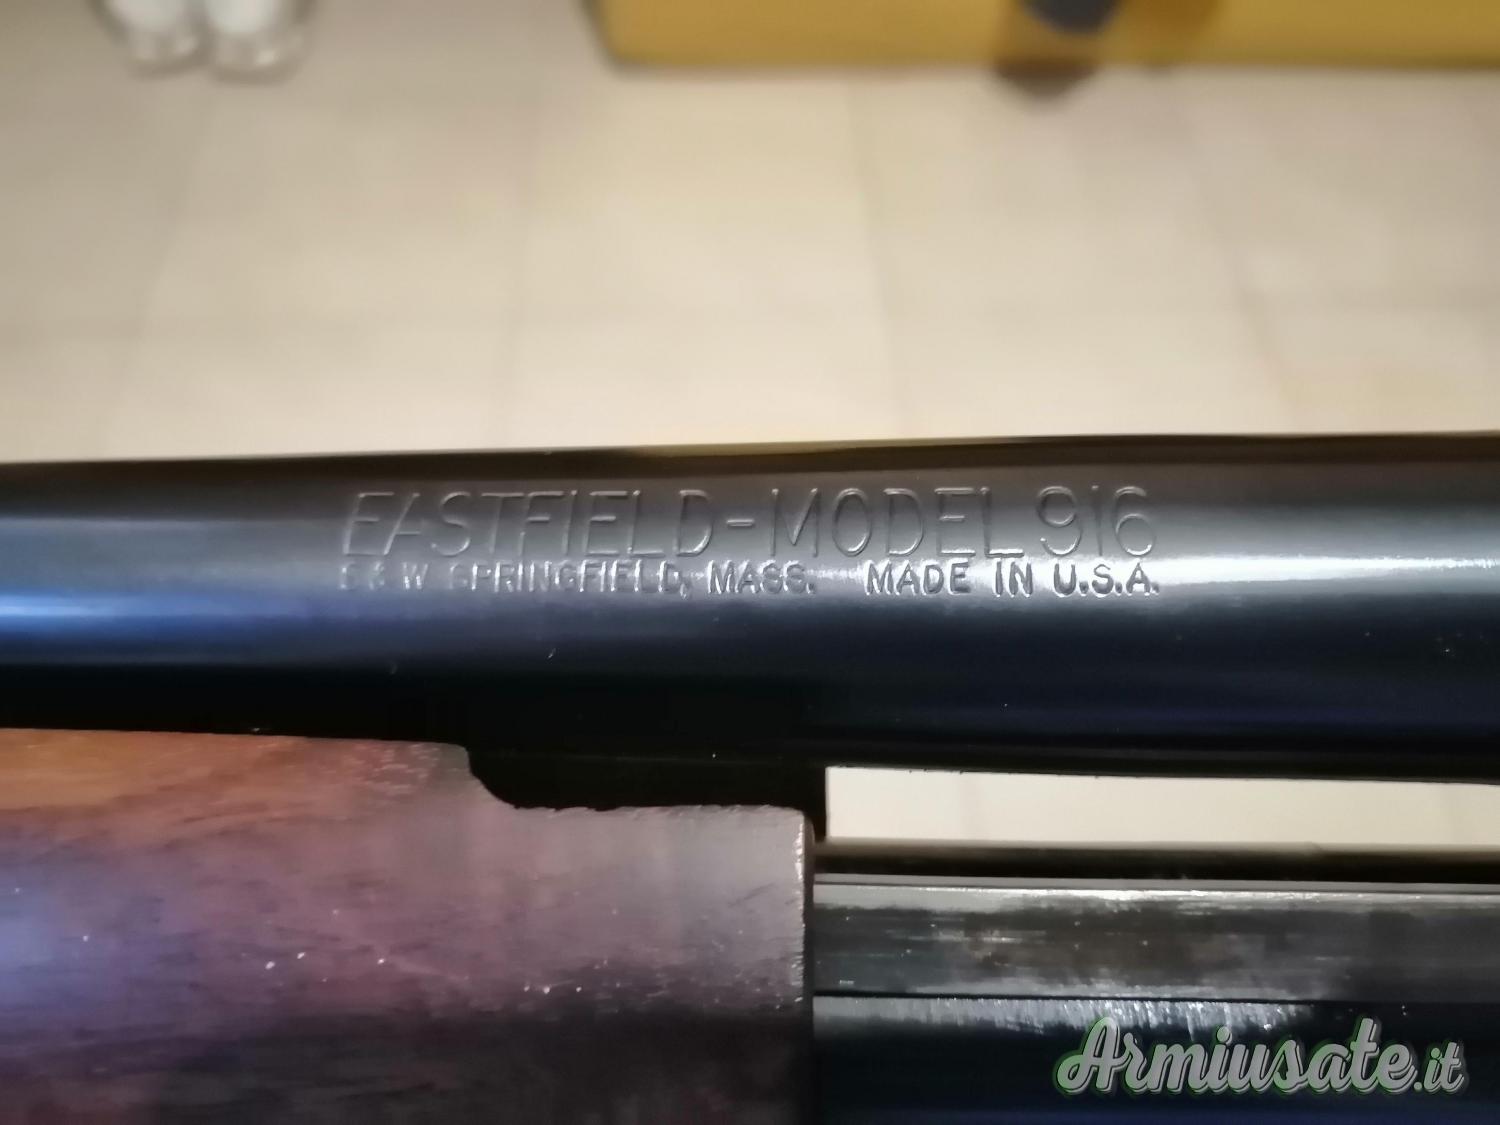 EASTFIELD-MODEL 916
S & W SPRINGFIELD, MASS. MADE IN U.S.A.
Armiusate.it